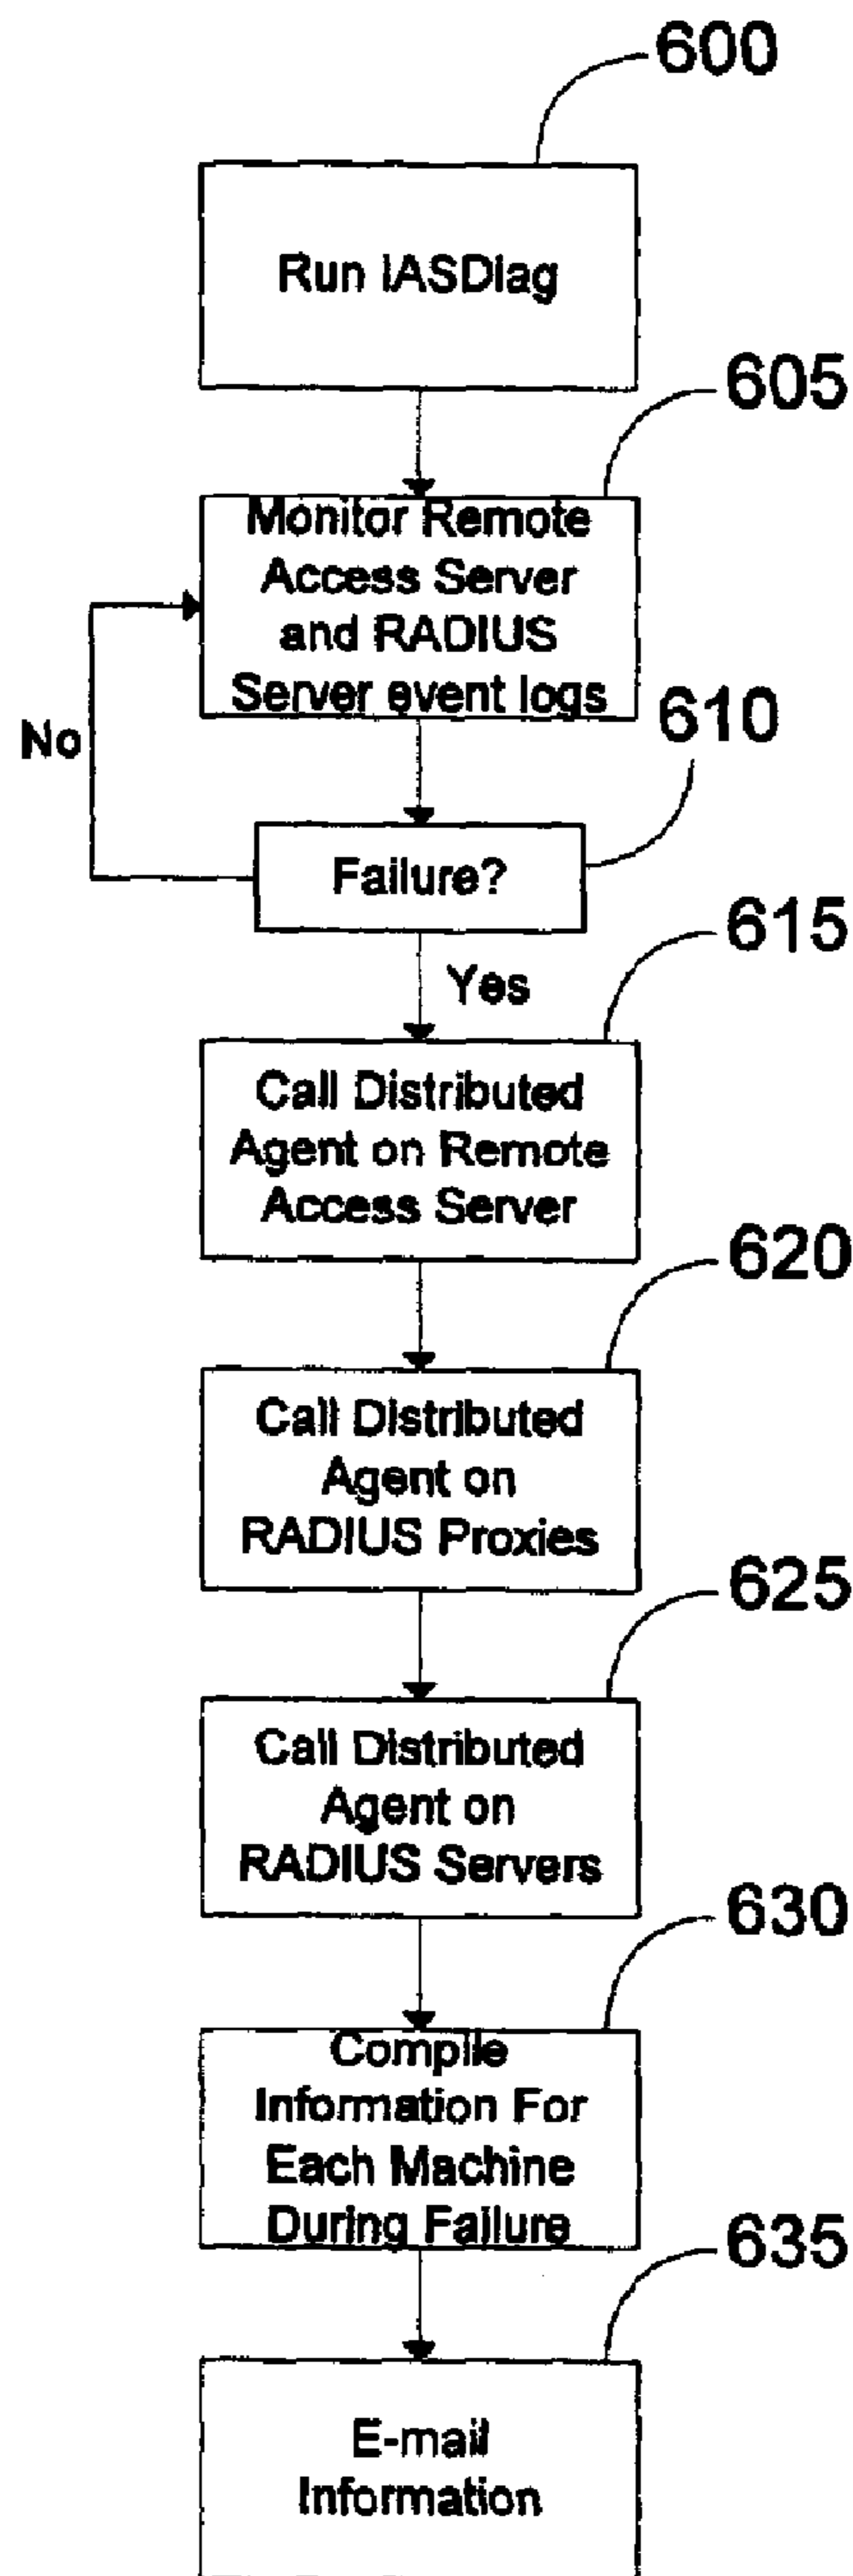 600
Run IASDiag
605
Monitor Remote
Access Server
and RADIUS
Server event logs
610
No
Failure?
615
Yes
Call Distributed
Agent on Remote
Access Server
620
Call Distributed
Agent on
RADIUS Proxies
625
Call Distributed
Agent on
RADIUS Servers
630
Compile
Information For
Each Machine
During Failure
635
E-mail
Information